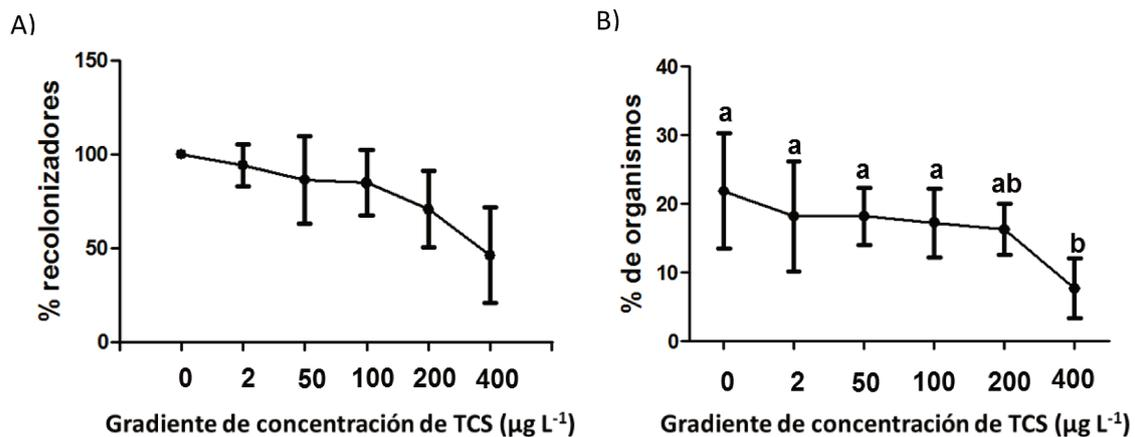 A)
% recolonizadores
150
100
50
0
0 2 50 100 200 400
Gradiente de concentración de TCS (µg L⁻¹)
B)
% de organismos
40
30
20
10
0
a a a a ab b
0 2 50 100 200 400
Gradiente de concentración de TCS (µg L⁻¹)